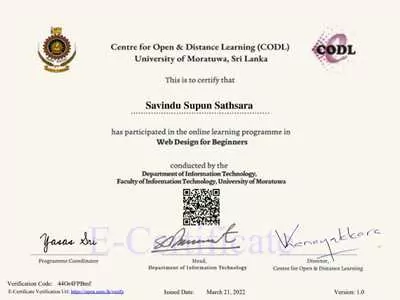 Centre for Open & Distance Learning (CODL)
University of Moratuwa, Sri Lanka
CODL
This is to certify that
Savindu Supun Sathsara
has participated in the online learning programme in
Web Design for Beginners
conducted by the
Department of Information Technology,
Faculty of Information Technology, University of Moratuwa
E-Certificate
Yasas Sri
Programme Coordinator
Head,
Department of Information Technology
Director,
Centre for Open & Distance Learning
Verification Code:
E-Certificate Verification Url: https://open.uom.lk/verify
Issued Date: March 21, 2022
Version: 1.0